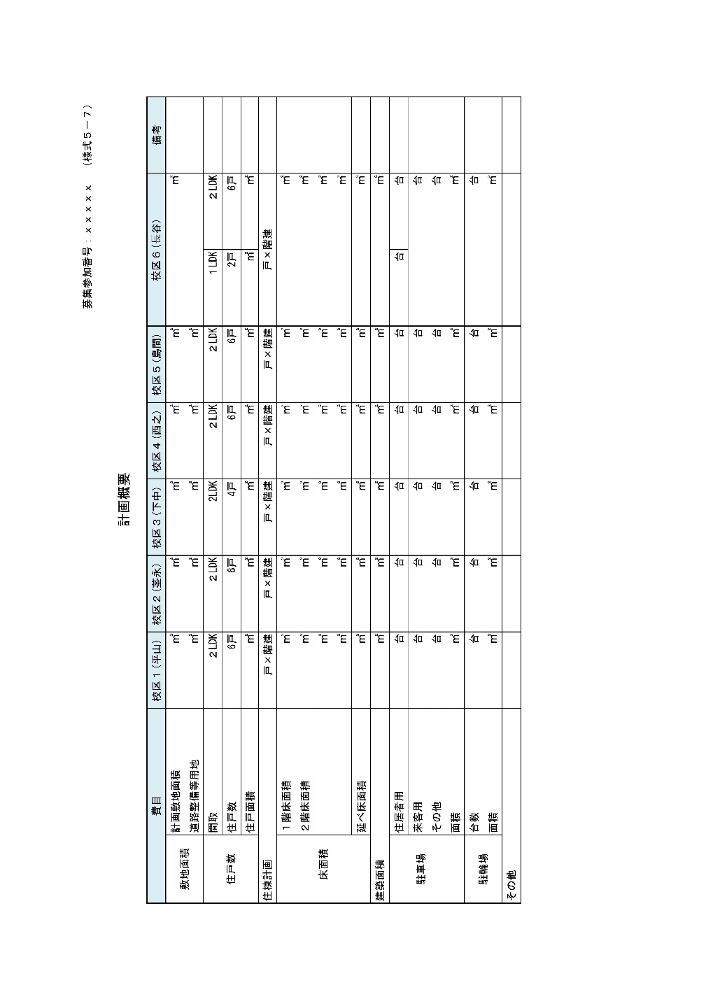 募集参加番号：ｘｘｘｘｘ　（様式５－７）
計画概要
費目 校区１（平山） 校区２（茎永） 校区３（下中） 校区４（西之） 校区５（島間） 校区６（長谷） 備考
敷地面積 計画敷地面積 ㎡ ㎡ ㎡ ㎡ ㎡ ㎡
道路整備等用地 ㎡ ㎡ ㎡ ㎡ ㎡
住戸数 間取 ２LDK ２LDK 2LDK ２LDK ２LDK １LDK ２LDK
住戸数 6戸 6戸 4戸 6戸 6戸 2戸 6戸
住戸面積 ㎡ ㎡ ㎡ ㎡ ㎡ ㎡ ㎡
住棟計画 戸×階建 戸×階建 戸×階建 戸×階建 戸×階建 戸×階建
床面積 １階床面積 ㎡ ㎡ ㎡ ㎡ ㎡ ㎡
２階床面積 ㎡ ㎡ ㎡ ㎡ ㎡ ㎡
㎡ ㎡ ㎡ ㎡ ㎡ ㎡
㎡ ㎡ ㎡ ㎡ ㎡ ㎡
延べ床面積 ㎡ ㎡ ㎡ ㎡ ㎡ ㎡
建築面積 ㎡ ㎡ ㎡ ㎡ ㎡ ㎡
駐車場 住居者用 台 台 台 台 台 台 台
来客用 台 台 台 台 台 台
その他 台 台 台 台 台 台
面積 ㎡ ㎡ ㎡ ㎡ ㎡ ㎡
駐輪場 台数 台 台 台 台 台 台
面積 ㎡ ㎡ ㎡ ㎡ ㎡ ㎡
その他